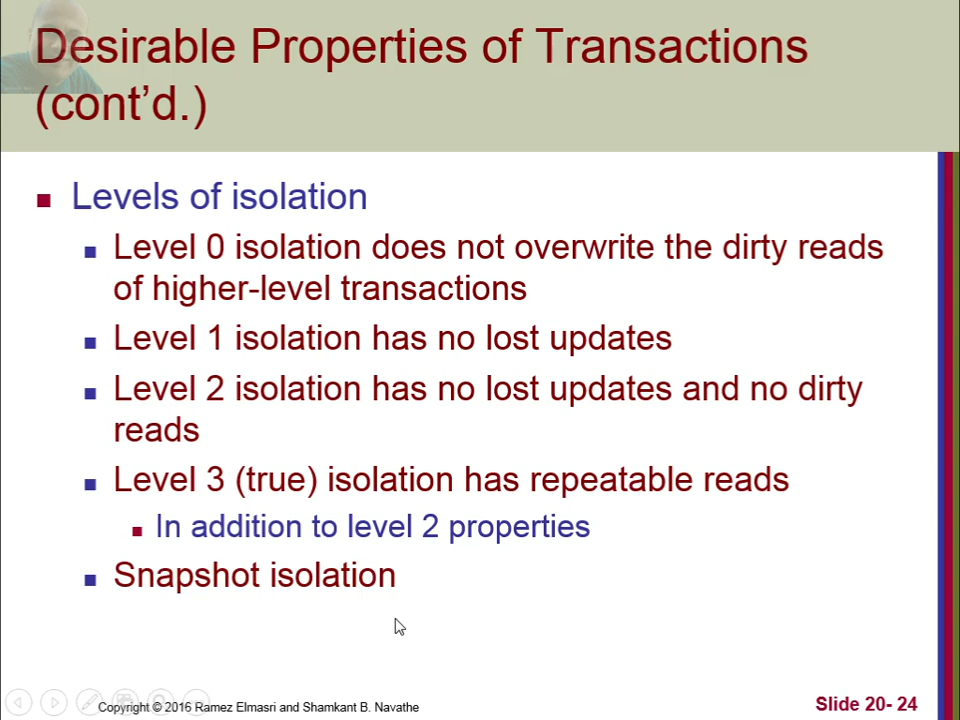 Desirable Properties of Transactions
(cont’d.)
Levels of isolation
Level 0 isolation does not overwrite the dirty reads
of higher-level transactions
Level 1 isolation has no lost updates
Level 2 isolation has no lost updates and no dirty
reads
Level 3 (true) isolation has repeatable reads
In addition to level 2 properties
Snapshot isolation
Copyright © 2016 Ramez Elmasri and Shamkant B. Navathe
Slide 20- 24